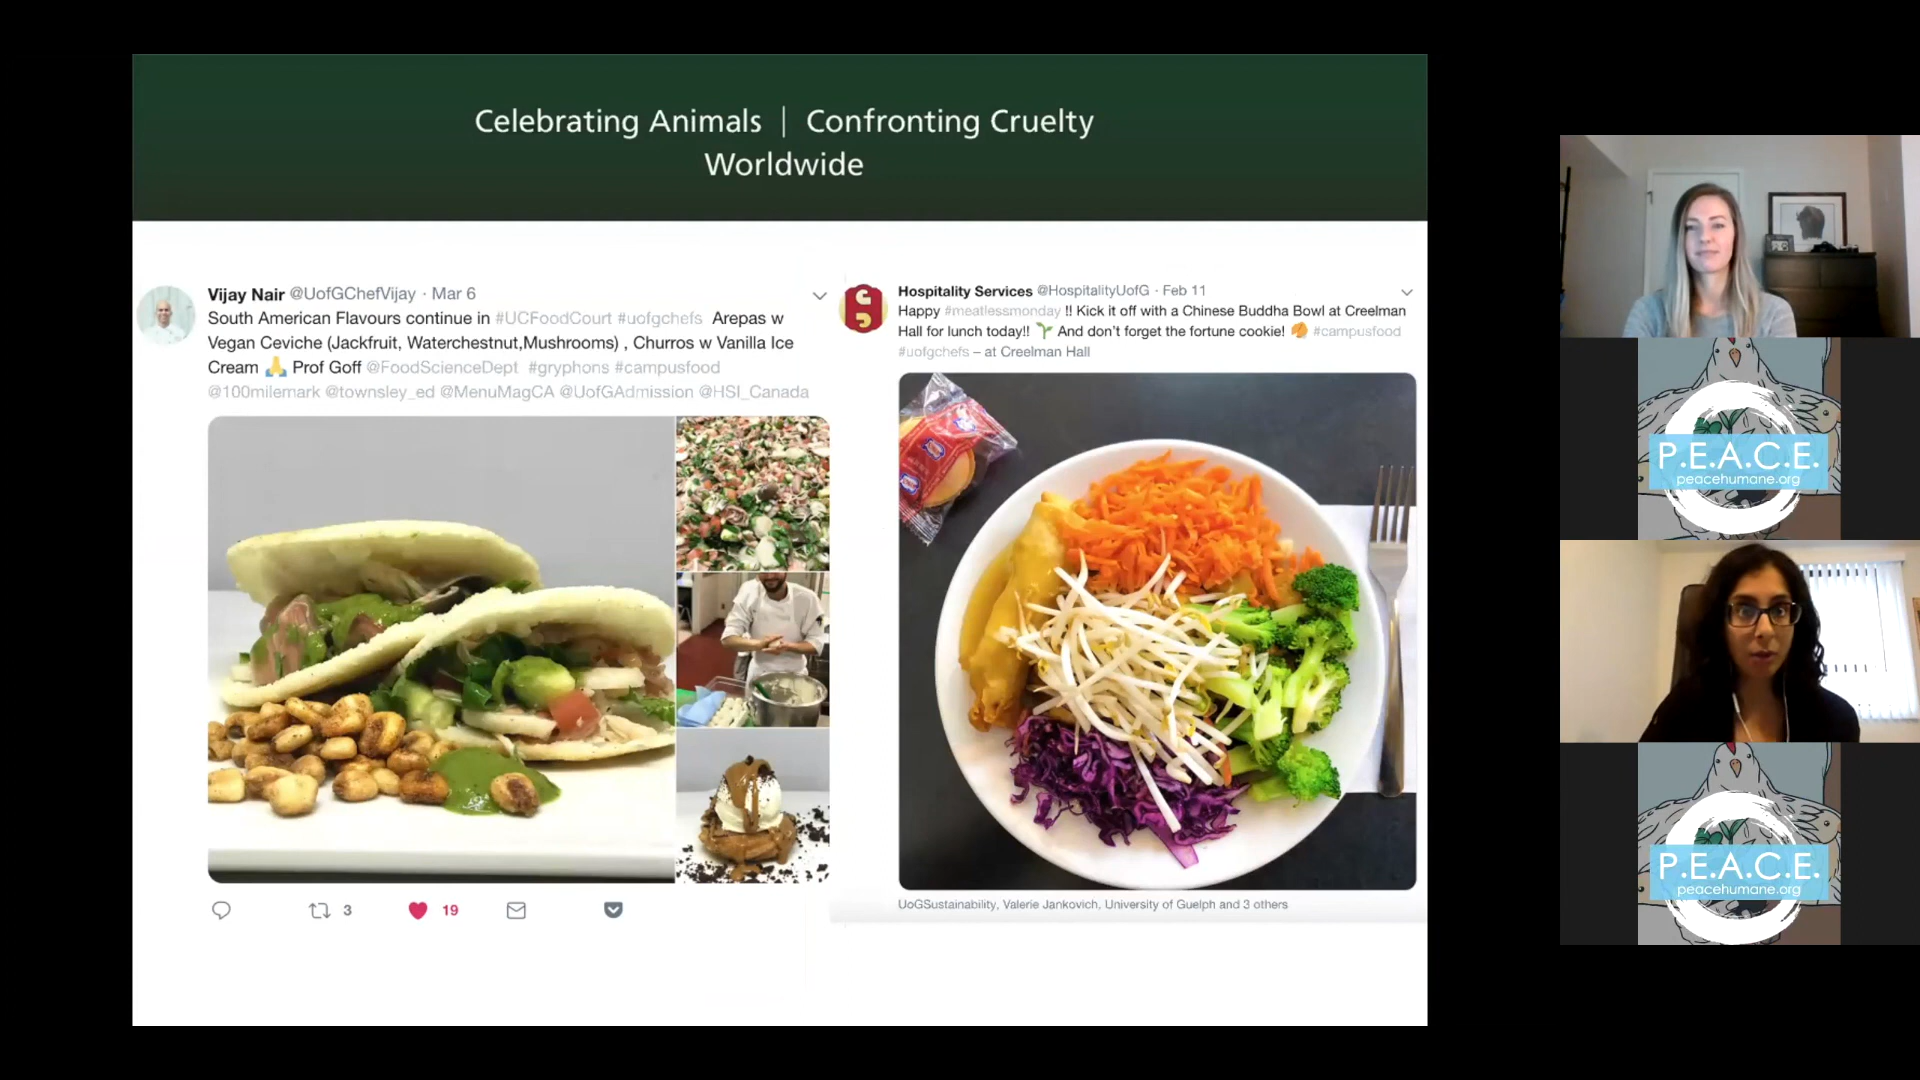 Celebrating Animals | Confronting Cruelty
Worldwide
Vijay Nair @UofGChefVijay · Mar 6
South American Flavours continue in #UCFoodCourt #uofgchefs Arepas w
Vegan Ceviche (Jackfruit, Waterchestnut,Mushrooms) , Churros w Vanilla Ice
Cream 🙏 Prof Goff @FoodScienceDept #gryphons #campusfood
@100milemark @townsley_ed @MenuMagCA @UofGAdmission @HSI_Canada
3
19
Hospitality Services @HospitalityUofG · Feb 11
Happy #meatlessmonday !! Kick it off with a Chinese Buddha Bowl at Creelman
Hall for lunch today!! 🌱 And don't forget the fortune cookie! 🥠 #campusfood
#uofgchefs – at Creelman Hall
UoGSustainability, Valerie Jankovich, University of Guelph and 3 others
P.E.A.C.E.
peacehumane.org
P.E.A.C.E.
peacehumane.org